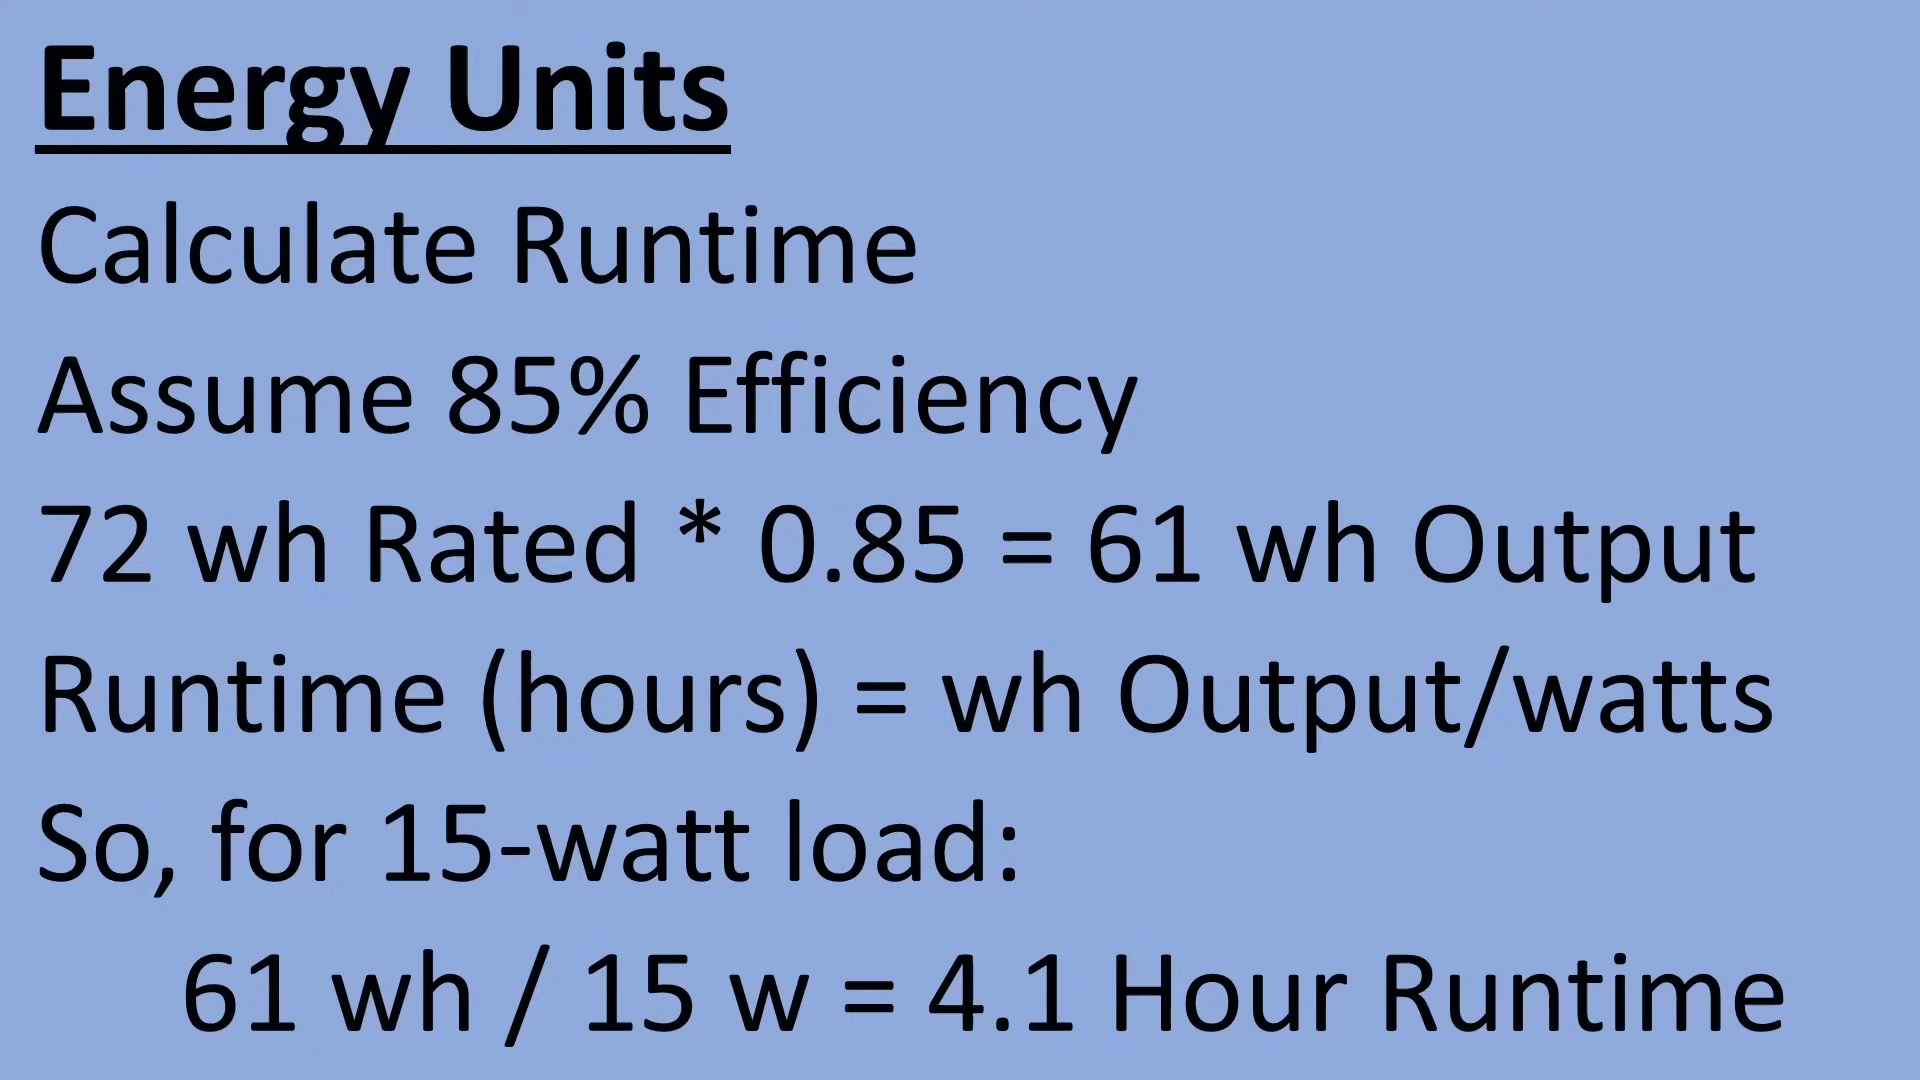 Energy Units
Calculate Runtime
Assume 85% Efficiency
72 wh Rated * 0.85 = 61 wh Output
Runtime (hours) = wh Output/watts
So, for 15-watt load:
61 wh / 15 w = 4.1 Hour Runtime